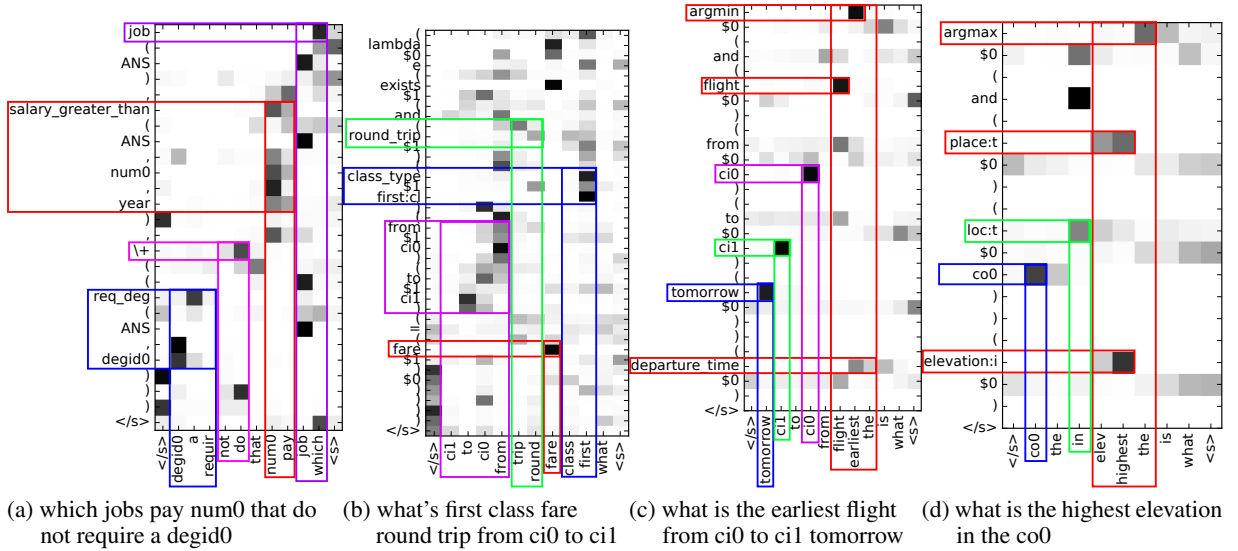 job
(
ANS
)
,
salary_greater_than
(
ANS
,
num0
,
year
)
,
\+
(
(
req_deg
(
ANS
,
degid0
)
)
)
</s>
</s> degid0 a requir not do that num0 pay job which <s>
(a) which jobs pay num0 that do
not require a degid0
(
lambda
$0
e
(
exists
$1
(
and
(
round_trip
$1
)
(
class_type
$1
first:cl
)
(
from
$1
ci0
)
(
to
$1
ci1
)
(
=
(
fare
$1
)
$0
)
)
)
</s>
</s> ci1 to ci0 from trip round fare class first what <s>
(b) what's first class fare
round trip from ci0 to ci1
argmin
$0
(
and
(
flight
$0
)
(
from
$0
ci0
)
(
to
$0
ci1
)
(
tomorrow
$0
)
)
(
departure_time
$0
)
</s>
</s> tomorrow ci1 to ci0 from flight earliest the is what <s>
(c) what is the earliest flight
from ci0 to ci1 tomorrow
argmax
$0
(
and
(
place:t
$0
)
(
loc:t
$0
co0
)
)
(
elevation:i
$0
)
</s>
</s> co0 the in elev highest the is what <s>
(d) what is the highest elevation
in the co0